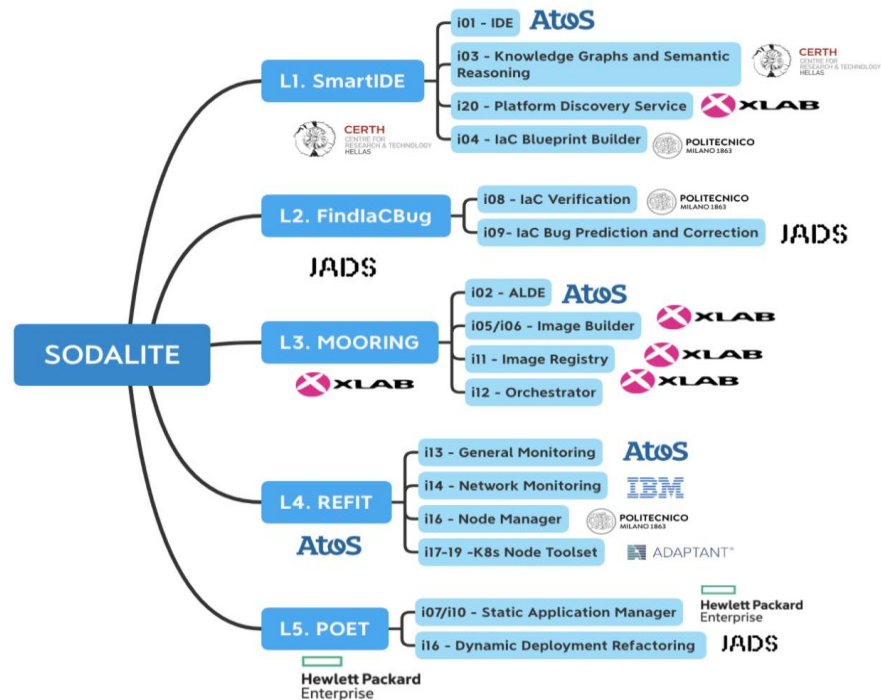 SODALITE
L1. SmartIDE
CERTH
CENTRE FOR
RESEARCH & TECHNOLOGY
HELLAS
i01 - IDE
Atos
i03 - Knowledge Graphs and Semantic
Reasoning
CERTH
CENTRE FOR
RESEARCH & TECHNOLOGY
HELLAS
i20 - Platform Discovery Service
XLAB
i04 - IaC Blueprint Builder
POLITECNICO
MILANO 1863
L2. FindIaCBug
JADS
i08 - IaC Verification
POLITECNICO
MILANO 1863
i09- IaC Bug Prediction and Correction
JADS
L3. MOORING
XLAB
i02 - ALDE
Atos
i05/i06 - Image Builder
XLAB
i11 - Image Registry
XLAB
i12 - Orchestrator
XLAB
L4. REFIT
Atos
i13 - General Monitoring
Atos
i14 - Network Monitoring
IBM
i16 - Node Manager
POLITECNICO
MILANO 1863
i17-19 -K8s Node Toolset
ADAPTANT
L5. POET
Hewlett Packard
Enterprise
i07/i10 - Static Application Manager
Hewlett Packard
Enterprise
i16 - Dynamic Deployment Refactoring
JADS